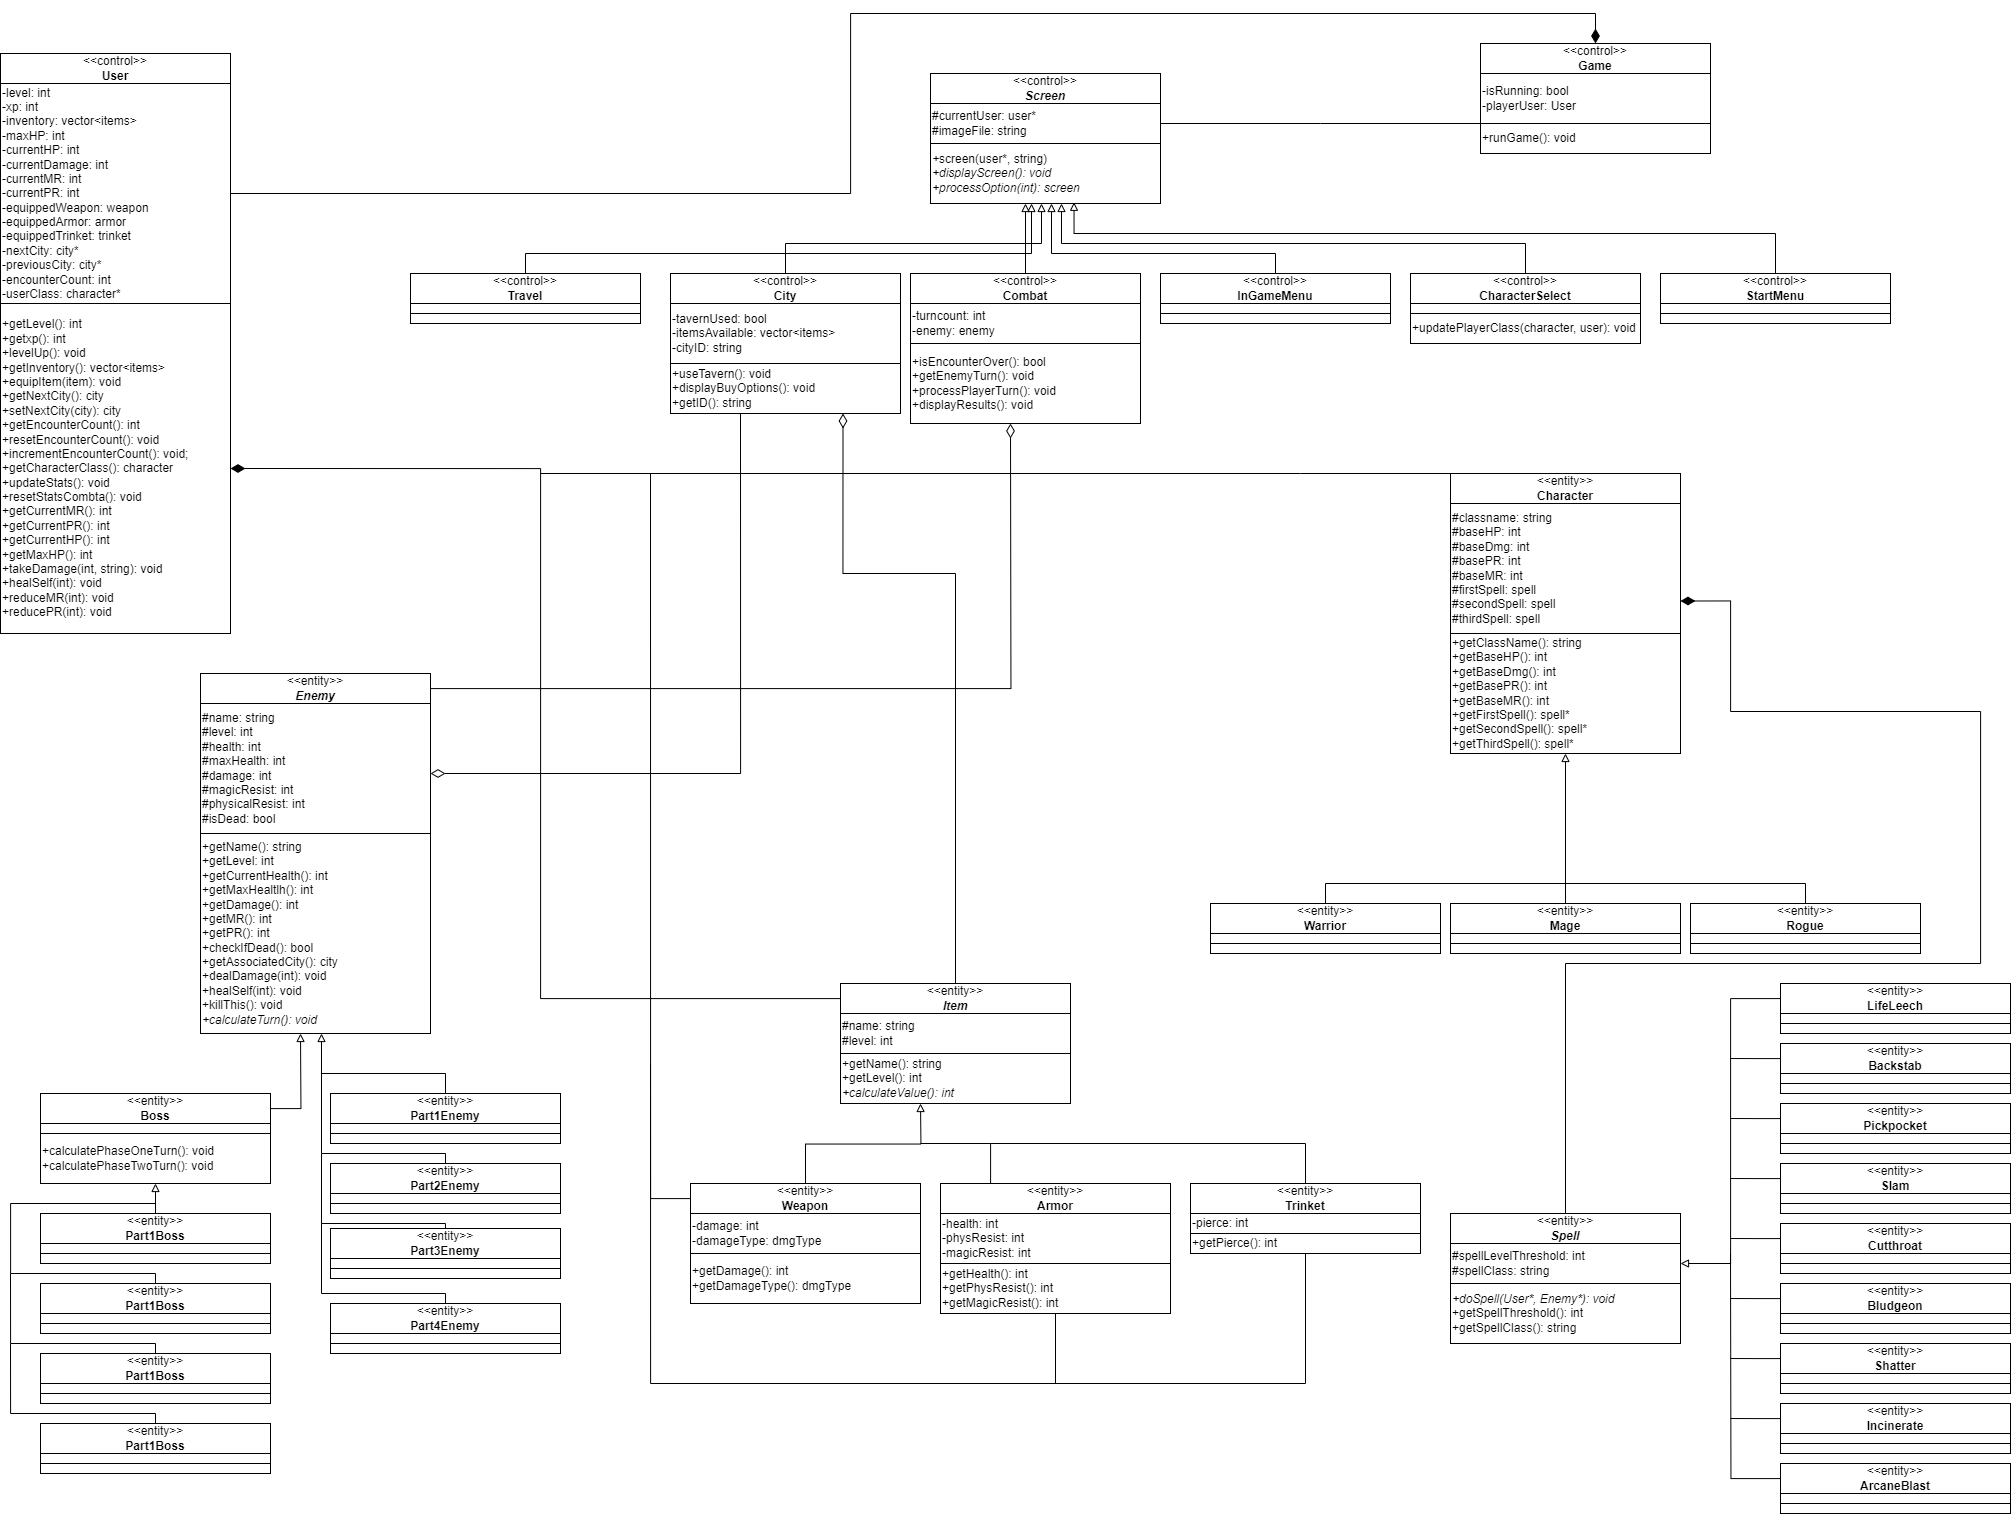 <<control>>
User
-level: int
-xp: int
-inventory: vector<items>
-maxHP: int
-currentHP: int
-currentDamage: int
-currentMR: int
-currentPR: int
-equippedWeapon: weapon
-equippedArmor: armor
-equippedTrinket: trinket
-nextCity: city*
-previousCity: city*
-encounterCount: int
-userClass: character*
+getLevel(): int
+getxp(): int
+levelUp(): void
+getInventory(): vector<items>
+equipItem(item): void
+getNextCity(): city
+setNextCity(city): city
+getEncounterCount(): int
+resetEncounterCount(): void
+incrementEncounterCount(): void;
+getCharacterClass(): character
+updateStats(): void
+resetStatsCombta(): void
+getCurrentMR(): int
+getCurrentPR(): int
+getCurrentHP(): int
+getMaxHP(): int
+takeDamage(int, string): void
+healSelf(int): void
+reduceMR(int): void
+reducePR(int): void
<<control>>
Screen
#currentUser: user*
#imageFile: string
+screen(user*, string)
+displayScreen(): void
+processOption(int): screen
<<control>>
Game
-isRunning: bool
-playerUser: User
+runGame(): void
<<control>>
Travel
<<control>>
City
-tavernUsed: bool
-itemsAvailable: vector<items>
-cityID: string
+useTavern(): void
+displayBuyOptions(): void
+getID(): string
<<control>>
Combat
-turncount: int
-enemy: enemy
+isEncounterOver(): bool
+getEnemyTurn(): void
+processPlayerTurn(): void
+displayResults(): void
<<control>>
InGameMenu
<<control>>
CharacterSelect
+updatePlayerClass(character, user): void
<<control>>
StartMenu
<<entity>>
Character
#classname: string
#baseHP: int
#baseDmg: int
#basePR: int
#baseMR: int
#firstSpell: spell
#secondSpell: spell
#thirdSpell: spell
+getClassName(): string
+getBaseHP(): int
+getBaseDmg(): int
+getBasePR(): int
+getBaseMR(): int
+getFirstSpell(): spell*
+getSecondSpell(): spell*
+getThirdSpell(): spell*
<<entity>>
Enemy
#name: string
#level: int
#health: int
#maxHealth: int
#damage: int
#magicResist: int
#physicalResist: int
#isDead: bool
+getName(): string
+getLevel: int
+getCurrentHealth(): int
+getMaxHealtlh(): int
+getDamage(): int
+getMR(): int
+getPR(): int
+checkIfDead(): bool
+getAssociatedCity(): city
+dealDamage(int): void
+healSelf(int): void
+killThis(): void
+calculateTurn(): void
<<entity>>
Warrior
<<entity>>
Mage
<<entity>>
Rogue
<<entity>>
Item
#name: string
#level: int
+getName(): string
+getLevel(): int
+calculateValue(): int
<<entity>>
Boss
+calculatePhaseOneTurn(): void
+calculatePhaseTwoTurn(): void
<<entity>>
Part1Boss
<<entity>>
Part1Boss
<<entity>>
Part1Boss
<<entity>>
Part1Boss
<<entity>>
Part1Enemy
<<entity>>
Part2Enemy
<<entity>>
Part3Enemy
<<entity>>
Part4Enemy
<<entity>>
Weapon
-damage: int
-damageType: dmgType
+getDamage(): int
+getDamageType(): dmgType
<<entity>>
Armor
-health: int
-physResist: int
-magicResist: int
+getHealth(): int
+getPhysResist(): int
+getMagicResist(): int
<<entity>>
Trinket
-pierce: int
+getPierce(): int
<<entity>>
Spell
#spellLevelThreshold: int
#spellClass: string
+doSpell(User*, Enemy*): void
+getSpellThreshold(): int
+getSpellClass(): string
<<entity>>
LifeLeech
<<entity>>
Backstab
<<entity>>
Pickpocket
<<entity>>
Slam
<<entity>>
Cutthroat
<<entity>>
Bludgeon
<<entity>>
Shatter
<<entity>>
Incinerate
<<entity>>
ArcaneBlast